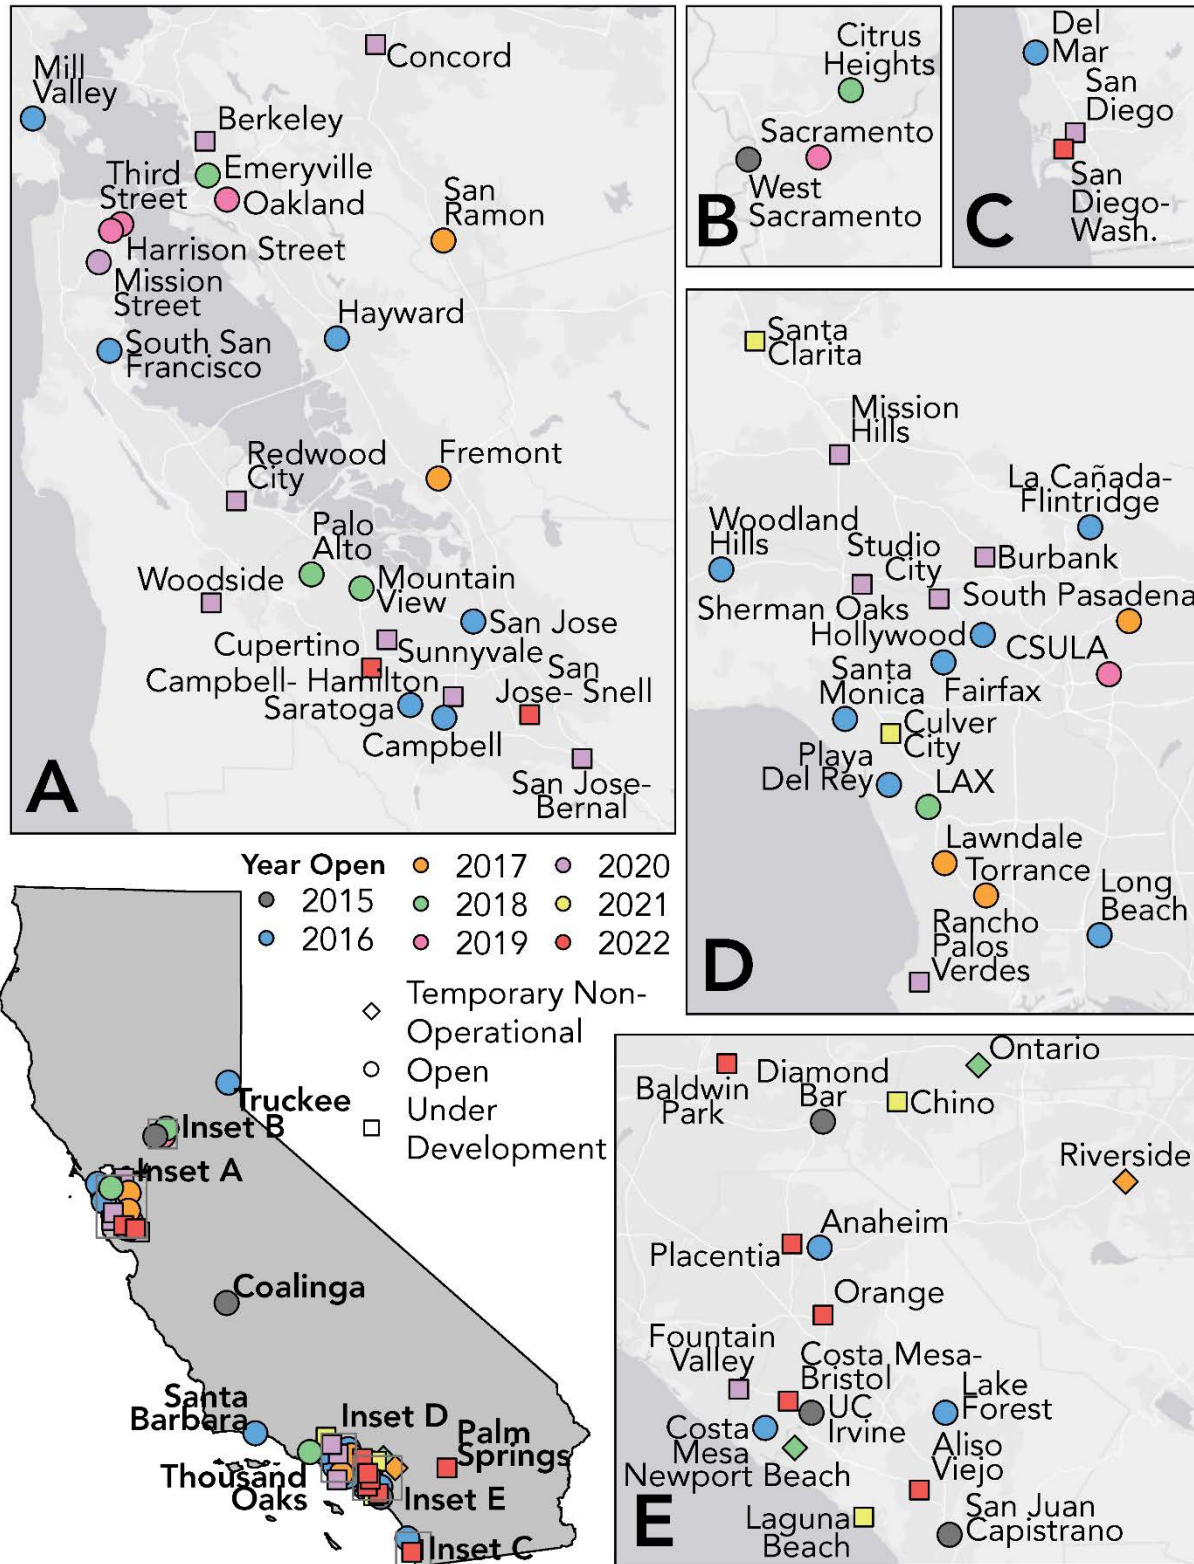 Concord
Mill
Valley
Berkeley
Emeryville
Third
Street
Oakland
San
Ramon
Harrison Street
Mission
Street
Hayward
South San
Francisco
Redwood
City
Fremont
Palo
Alto
Woodside
Mountain
View
San Jose
Cupertino
Sunnyvale
Campbell- Hamilton
San
Jose- Snell
Saratoga
Campbell
San Jose-
Bernal
A
Citrus
Heights
Sacramento
West
Sacramento
B
Del
Mar
San
Diego
San
Diego-
Wash.
C
Santa
Clarita
Mission
Hills
La Cañada-
Flintridge
Woodland
Hills
Studio
City
Burbank
Sherman Oaks
South Pasadena
Hollywood
CSULA
Santa
Monica
Fairfax
Culver
City
Playa
Del Rey
LAX
Lawndale
Torrance
Long
Beach
Rancho
Palos
Verdes
D
Year Open
2015
2016
2017
2018
2019
2020
2021
2022
Temporary Non-
Operational
Open
Under
Development
Truckee
Inset B
Inset A
Coalinga
Santa
Barbara
Inset D
Palm
Springs
Thousand
Oaks
Inset E
Inset C
Ontario
Baldwin
Park
Diamond
Bar
Chino
Riverside
Anaheim
Placentia
Orange
Fountain
Valley
Costa Mesa-
Bristol
Lake
Forest
UC
Irvine
Costa
Mesa
Newport Beach
Aliso
Viejo
Laguna
Beach
San Juan
Capistrano
E